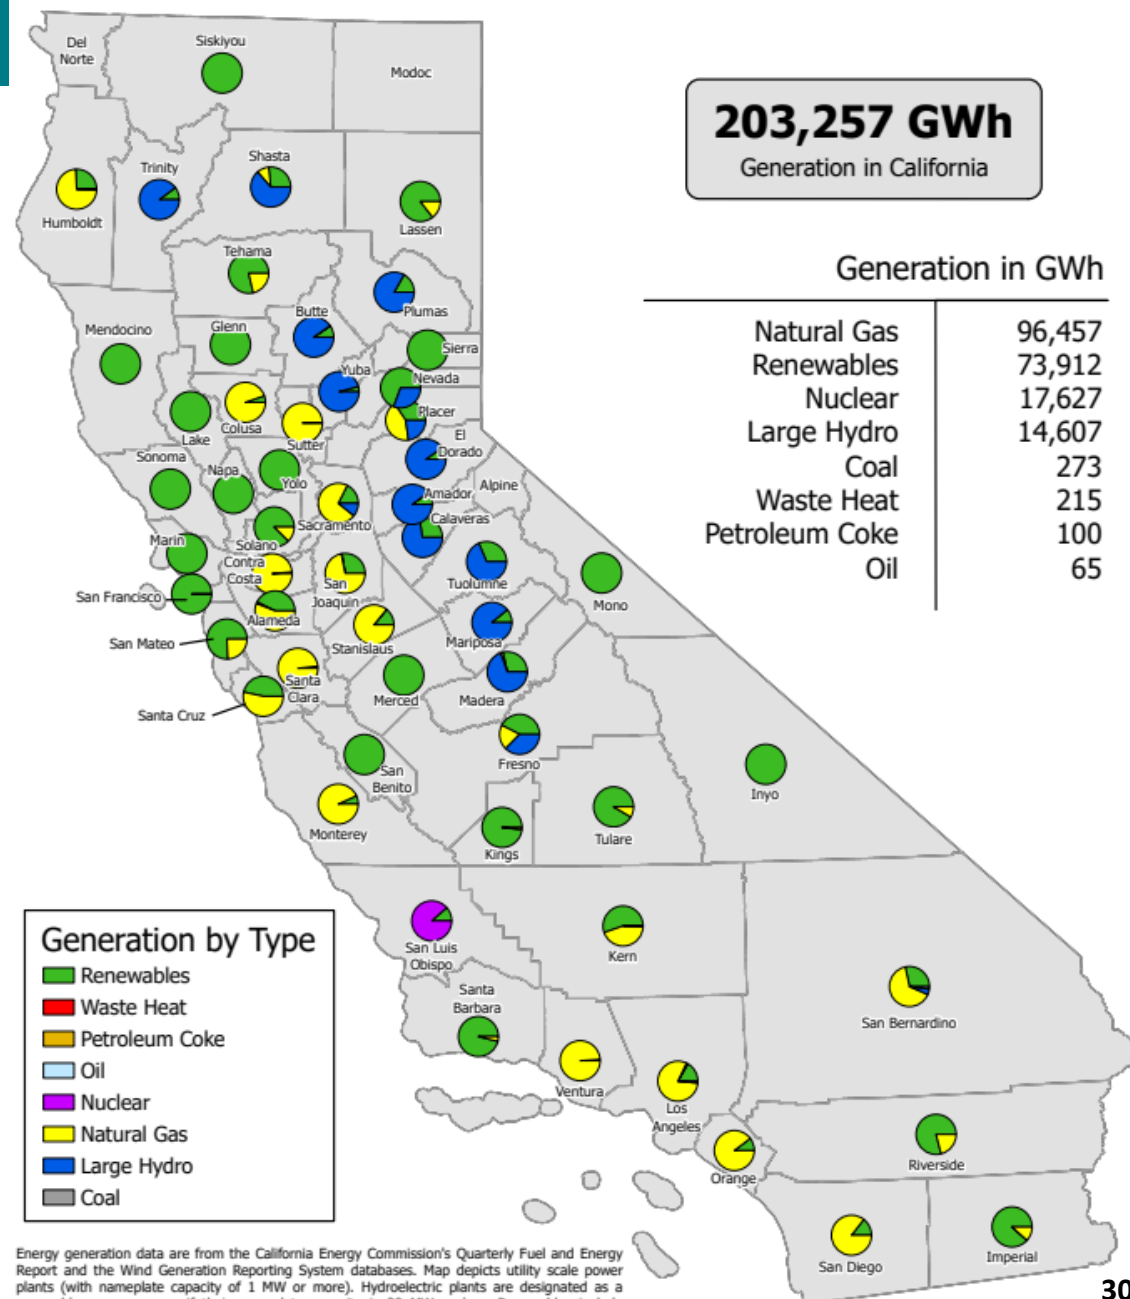 Del
Norte
Siskiyou
Modoc
203,257 GWh
Generation in California
Humboldt
Trinity
Shasta
Lassen
Tehama
Plumas
Generation in GWh
Natural Gas 96,457
Renewables 73,912
Nuclear 17,627
Large Hydro 14,607
Coal 273
Waste Heat 215
Petroleum Coke 100
Oil 65
Mendocino
Glenn
Butte
Sierra
Yuba
Nevada
Lake
Colusa
Sutter
Placer
El
Dorado
Sonoma
Napa
Yolo
Sacramento
Amador
Alpine
Calaveras
Marin
Solano
Contra
Costa
San
Joaquin
Tuolumne
Mono
San Francisco
Alameda
Stanislaus
Mariposa
San Mateo
Santa
Clara
Merced
Madera
Santa Cruz
Fresno
San
Benito
Inyo
Monterey
Kings
Tulare
San Luis
Obispo
Kern
San Bernardino
Santa
Barbara
Ventura
Los
Angeles
Orange
Riverside
San Diego
Imperial
Generation by Type
Renewables
Waste Heat
Petroleum Coke
Oil
Nuclear
Natural Gas
Large Hydro
Coal
Energy generation data are from the California Energy Commission's Quarterly Fuel and Energy
Report and the Wind Generation Reporting System databases. Map depicts utility scale power
plants (with nameplate capacity of 1 MW or more). Hydroelectric plants are designated as a
30